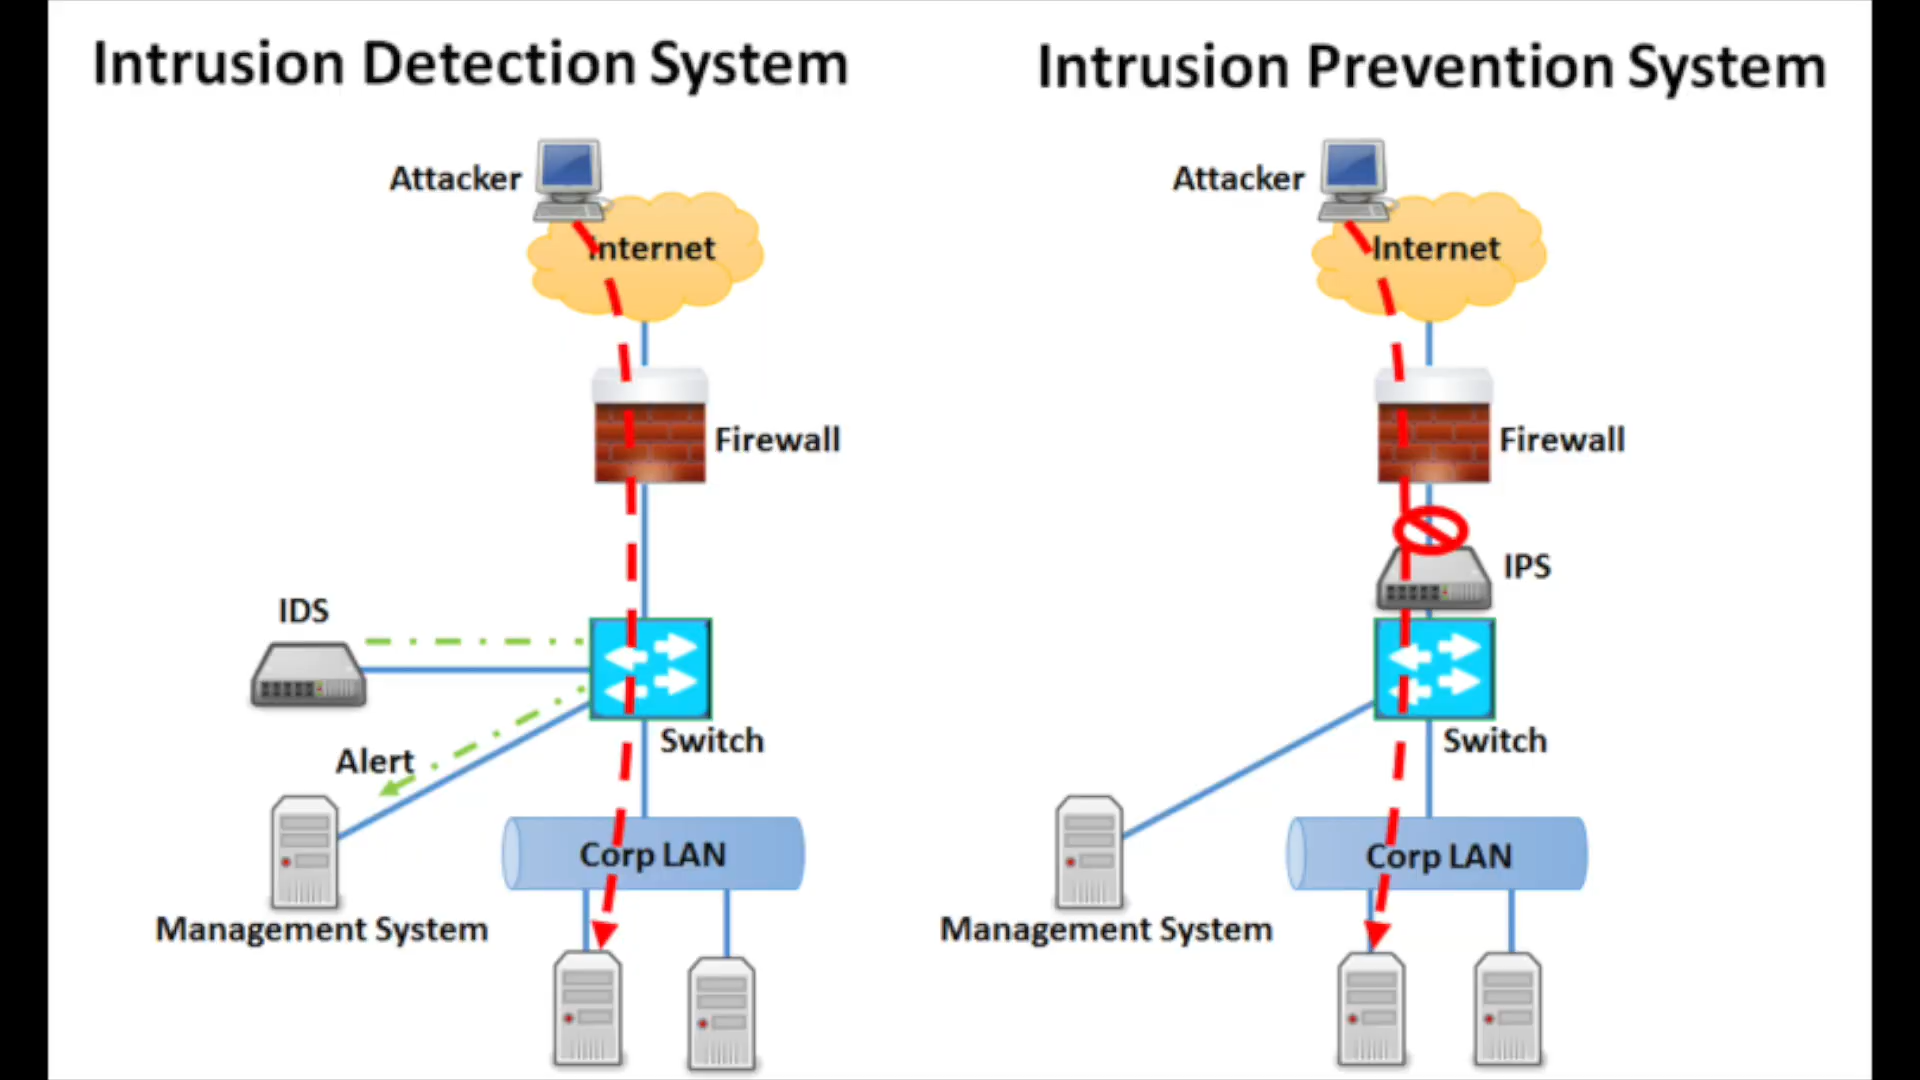 Intrusion Detection System
Attacker
Internet
Firewall
IDS
Switch
Alert
Corp LAN
Management System
Intrusion Prevention System
Attacker
Internet
Firewall
IPS
Switch
Corp LAN
Management System